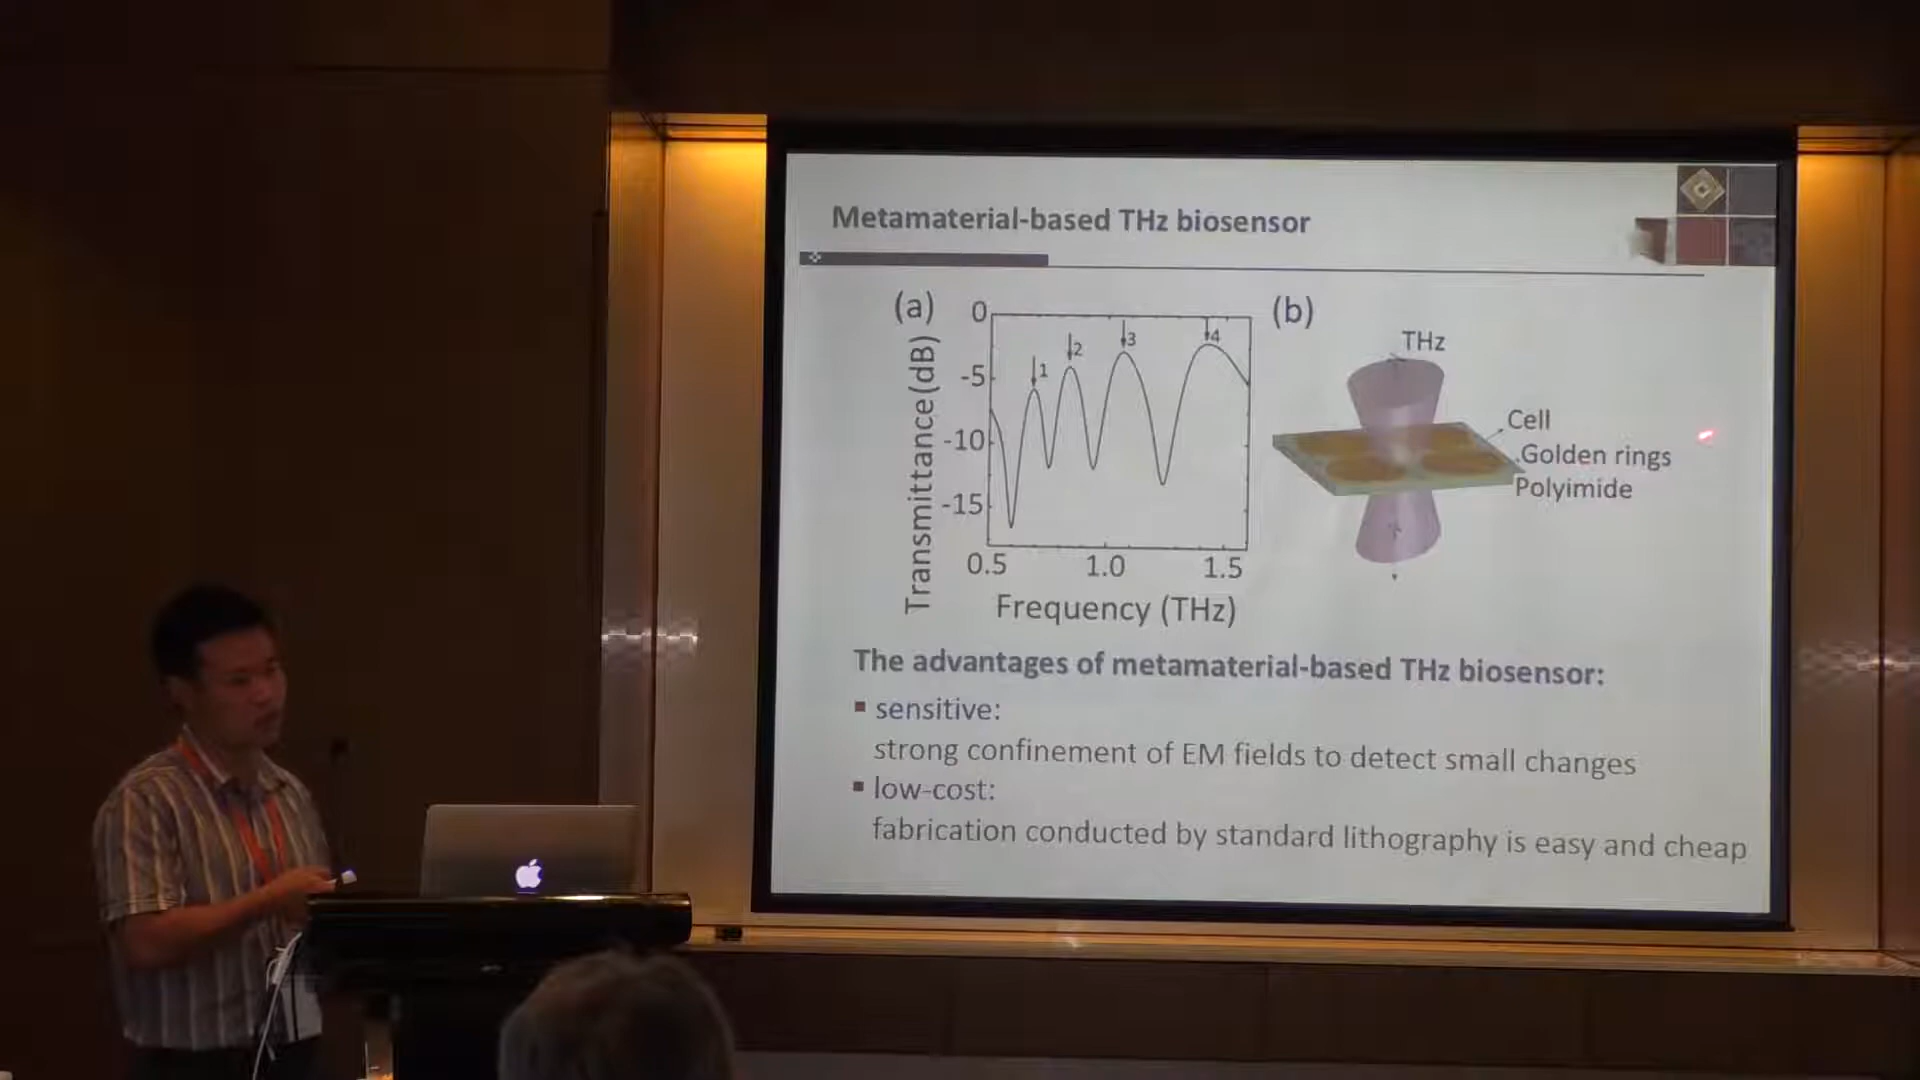 Metamaterial-based THz biosensor
(a)
0
-5
-10
-15
Transmittance(dB)
1
2
3
4
0.5 1.0 1.5
Frequency (THz)
(b)
THz
Cell
Golden rings
Polyimide
The advantages of metamaterial-based THz biosensor:
▪ sensitive:
strong confinement of EM fields to detect small changes
▪ low-cost:
fabrication conducted by standard lithography is easy and cheap